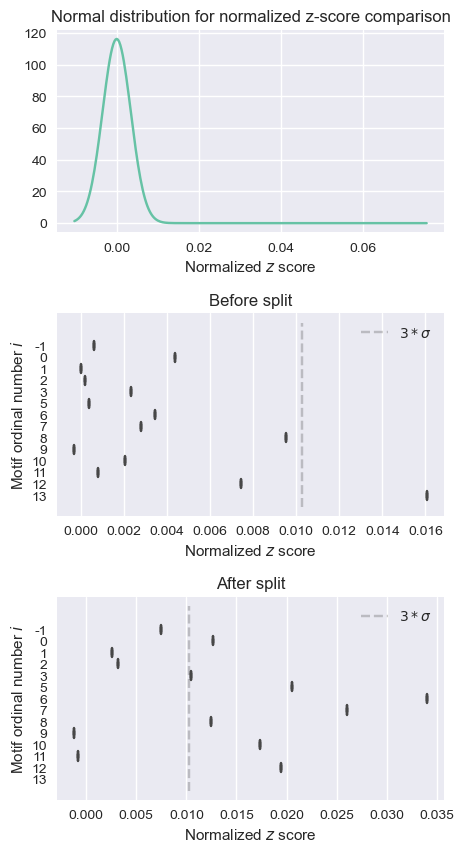 Normal distribution for normalized z-score comparison
120
100
80
60
40
20
0
0.00 0.02 0.04 0.06
Normalized z score
Before split
Motif ordinal number i
-1
0
1
2
3
5
6
7
8
9
10
11
12
13
3 * σ
0.000 0.002 0.004 0.006 0.008 0.010 0.012 0.014 0.016
Normalized z score
After split
Motif ordinal number i
-1
0
1
2
3
5
6
7
8
9
10
11
12
13
3 * σ
0.000 0.005 0.010 0.015 0.020 0.025 0.030 0.035
Normalized z score